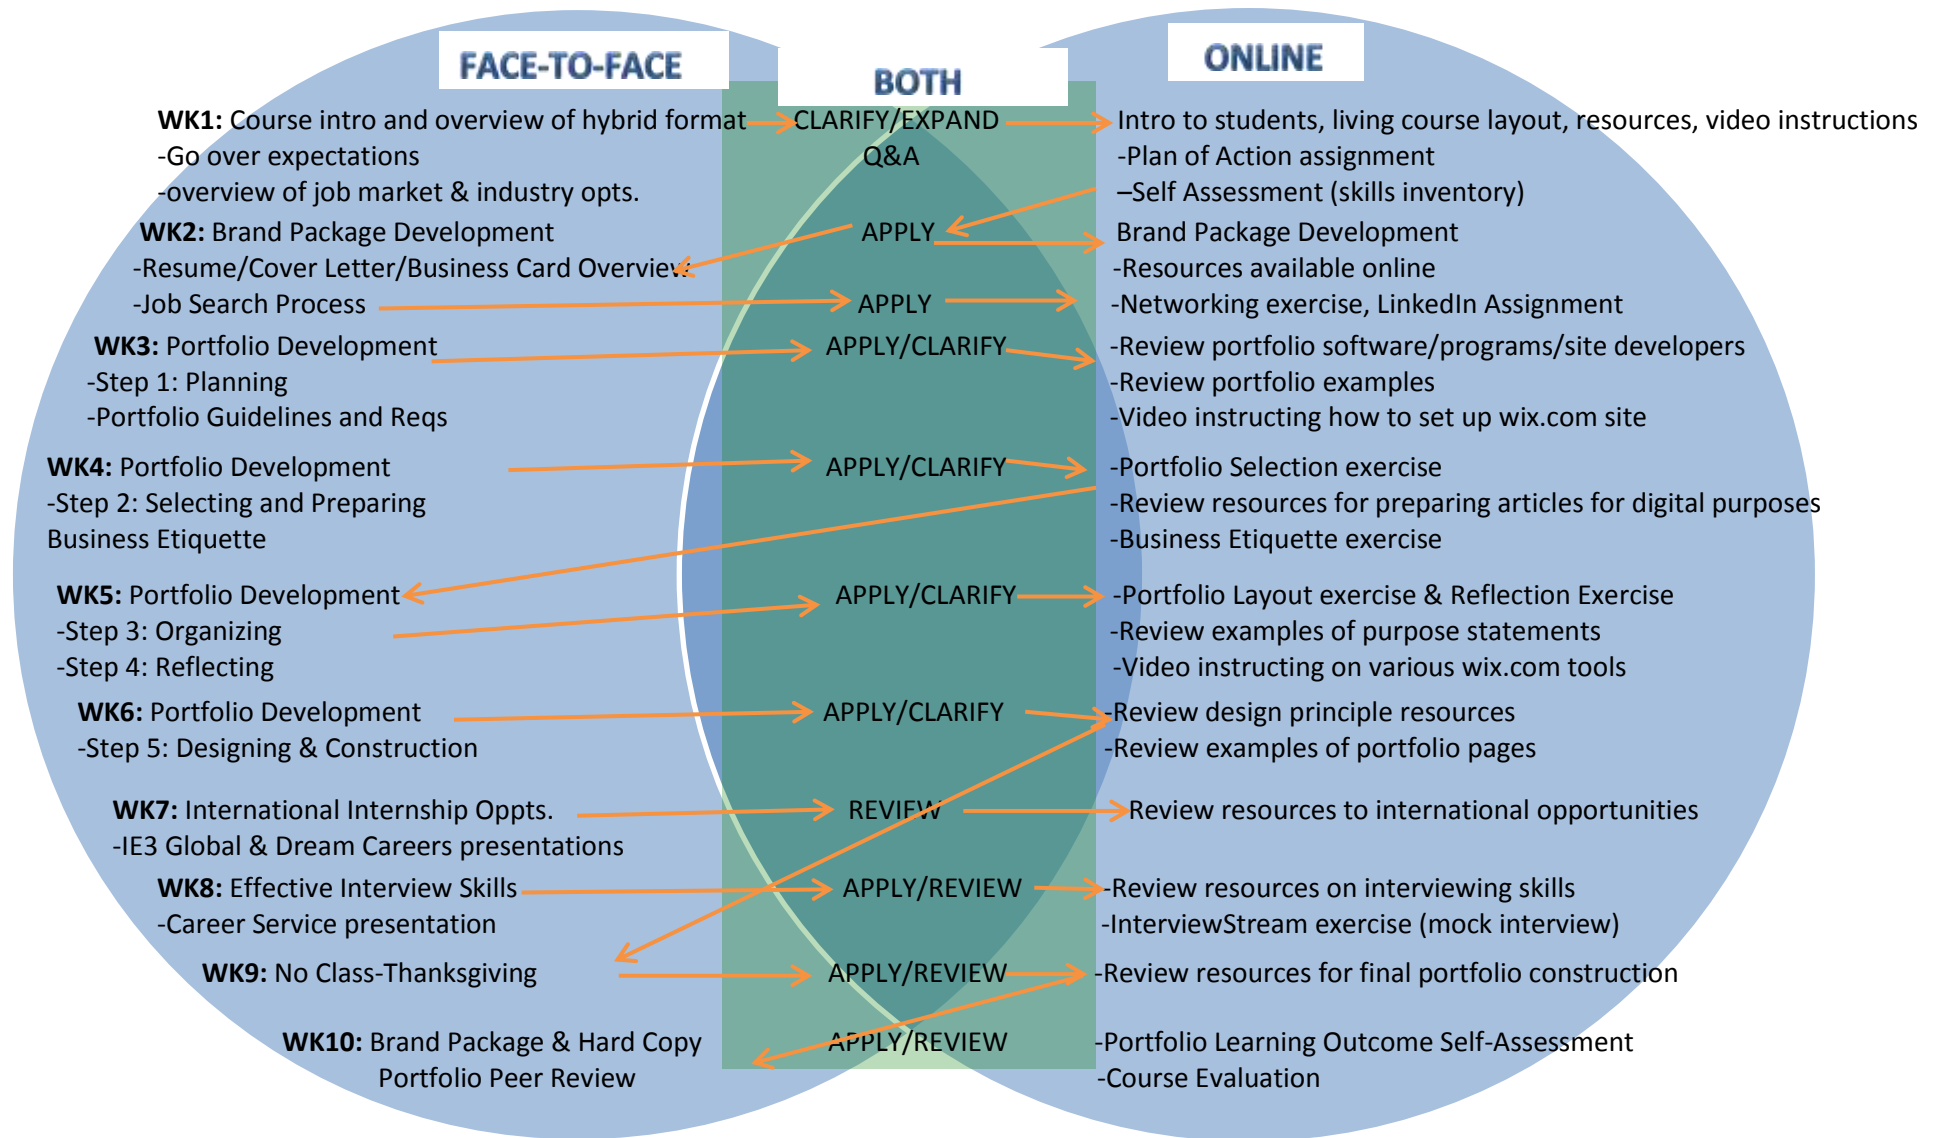 FACE-TO-FACE
BOTH
ONLINE
WK1: Course intro and overview of hybrid format
CLARIFY/EXPAND
Intro to students, living course layout, resources, video instructions
-Go over expectations
Q&A
-Plan of Action assignment
-overview of job market & industry opts.
–Self Assessment (skills inventory)
WK2: Brand Package Development
APPLY
Brand Package Development
-Resume/Cover Letter/Business Card Overview
-Resources available online
-Job Search Process
APPLY
-Networking exercise, LinkedIn Assignment
WK3: Portfolio Development
APPLY/CLARIFY
-Review portfolio software/programs/site developers
-Step 1: Planning
-Review portfolio examples
-Portfolio Guidelines and Reqs
-Video instructing how to set up wix.com site
WK4: Portfolio Development
APPLY/CLARIFY
-Portfolio Selection exercise
-Step 2: Selecting and Preparing
-Review resources for preparing articles for digital purposes
Business Etiquette
-Business Etiquette exercise
WK5: Portfolio Development
APPLY/CLARIFY
-Portfolio Layout exercise & Reflection Exercise
-Step 3: Organizing
-Review examples of purpose statements
-Step 4: Reflecting
-Video instructing on various wix.com tools
WK6: Portfolio Development
APPLY/CLARIFY
-Review design principle resources
-Step 5: Designing & Construction
-Review examples of portfolio pages
WK7: International Internship Oppts.
REVIEW
-Review resources to international opportunities
-IE3 Global & Dream Careers presentations
WK8: Effective Interview Skills
APPLY/REVIEW
-Review resources on interviewing skills
-Career Service presentation
-InterviewStream exercise (mock interview)
WK9: No Class-Thanksgiving
APPLY/REVIEW
-Review resources for final portfolio construction
WK10: Brand Package & Hard Copy
APPLY/REVIEW
-Portfolio Learning Outcome Self-Assessment
Portfolio Peer Review
-Course Evaluation